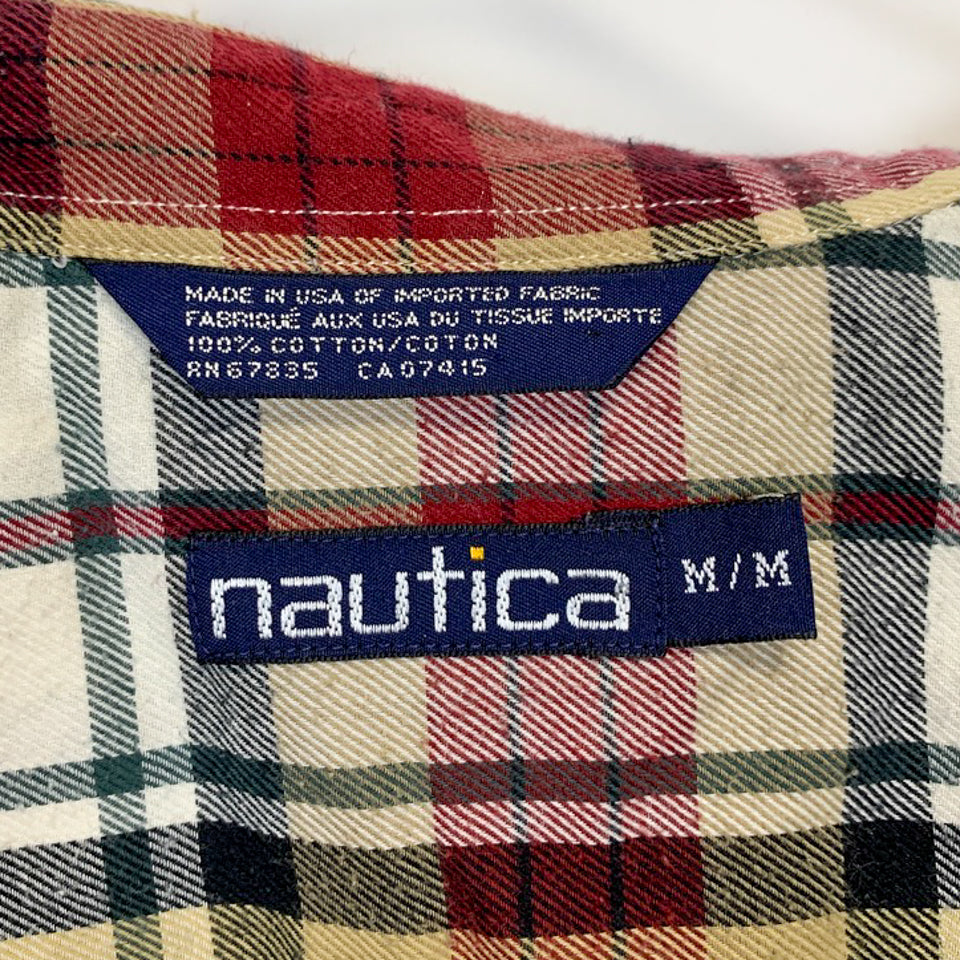 MADE IN USA OF IMPORTED FABRIC
FABRIQUÉ AUX USA DU TISSUE IMPORTE
100% COTTON/COTON
RN67835 CA07415
nautica M/M